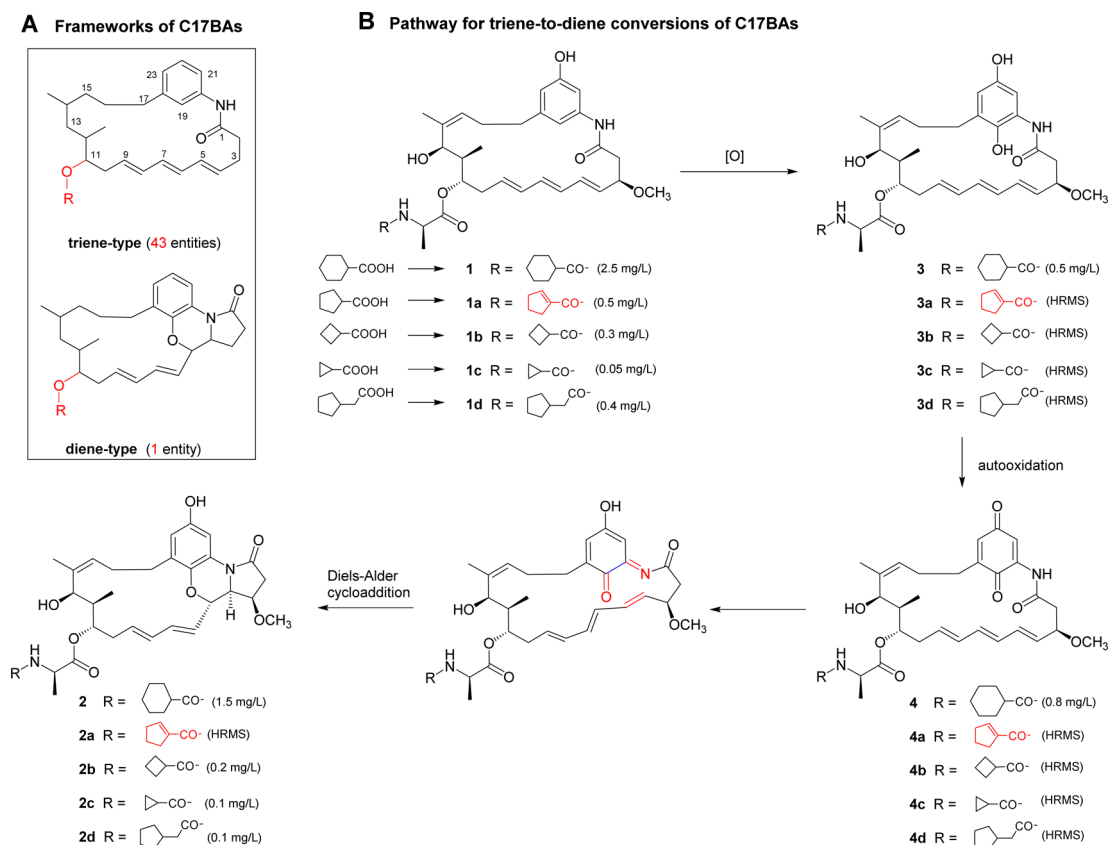 A Frameworks of C17BAs
23
21
15
17
NH
19
13
O
1
11
9
7
5
3
O
R
triene-type (43 entities)
O
N
O
O
R
diene-type (1 entity)
B Pathway for triene-to-diene conversions of C17BAs
OH
NH
HO
O
O
OCH3
H
N
R
O
[O]
OH
NH
OH
HO
O
O
OCH3
H
N
R
O
COOH 1 R = CO- (2.5 mg/L)
COOH 1a R = CO- (0.5 mg/L)
COOH 1b R = CO- (0.3 mg/L)
COOH 1c R = CO- (0.05 mg/L)
COOH 1d R = CO- (0.4 mg/L)
3 R = CO- (0.5 mg/L)
3a R = CO- (HRMS)
3b R = CO- (HRMS)
3c R = CO- (HRMS)
3d R = CO- (HRMS)
autooxidation
O
O
NH
HO
O
O
OCH3
H
N
R
O
4 R = CO- (0.8 mg/L)
4a R = CO- (HRMS)
4b R = CO- (HRMS)
4c R = CO- (HRMS)
4d R = CO- (HRMS)
OH
O
N
O
HO
O
OCH3
H
N
R
O
Diels-Alder
cycloaddition
OH
O
N
O
H
HO
OCH3
O
H
N
R
O
2 R = CO- (1.5 mg/L)
2a R = CO- (HRMS)
2b R = CO- (0.2 mg/L)
2c R = CO- (0.1 mg/L)
2d R = CO- (0.1 mg/L)